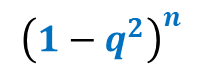 (1 − q²)ⁿ